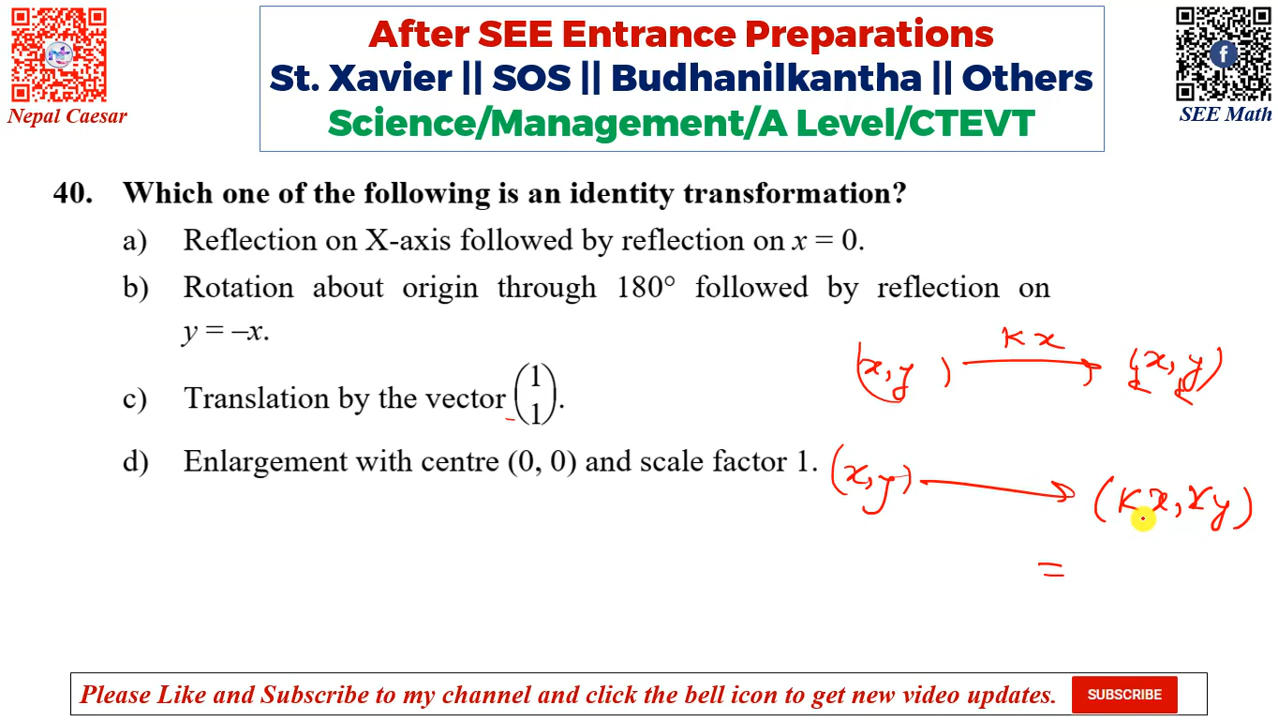 After SEE Entrance Preparations
St. Xavier || SOS || Budhanilkantha || Others
Science/Management/A Level/CTEVT
Nepal Caesar
SEE Math
40. Which one of the following is an identity transformation?
a) Reflection on X-axis followed by reflection on x = 0.
b) Rotation about origin through 180° followed by reflection on
y = –x.
Kx
(x,y) → (x,y)
c) Translation by the vector (1 1).
d) Enlargement with centre (0, 0) and scale factor 1.
(x,y) → (Kx, Ky)
=
Please Like and Subscribe to my channel and click the bell icon to get new video updates.
SUBSCRIBE